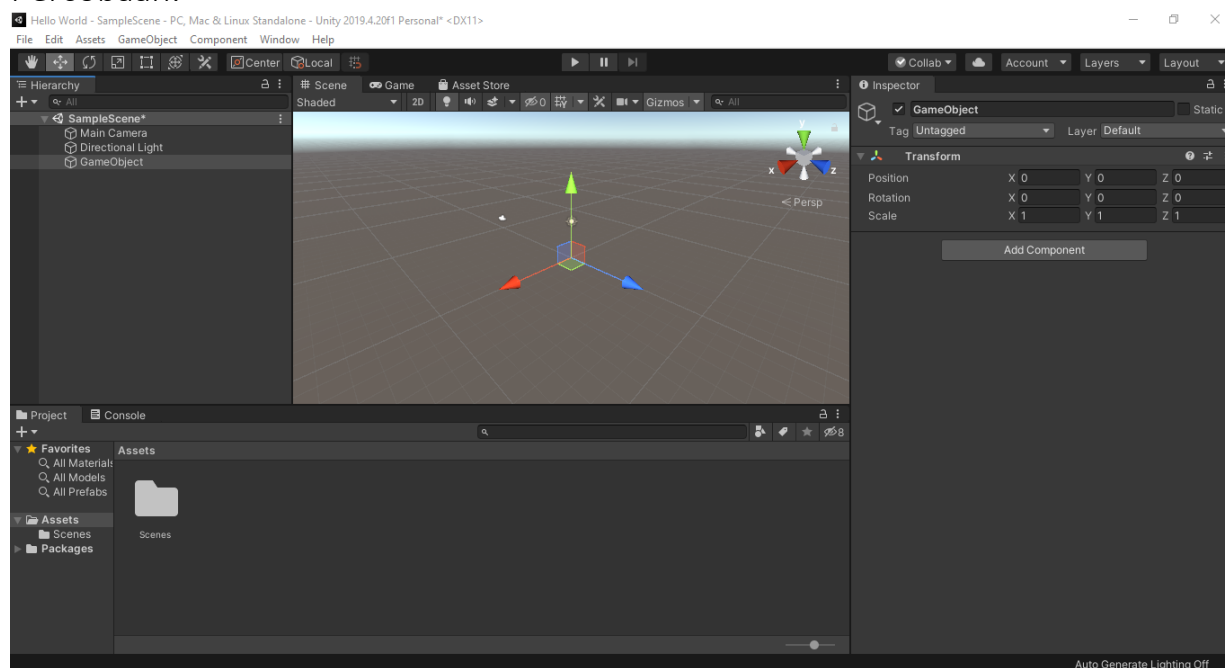 Hello World - SampleScene - PC, Mac & Linux Standalone - Unity 2019.4.20f1 Personal* <DX11>
File Edit Assets GameObject Component Window Help
Center Local Collab Account Layers Layout
Hierarchy
All
SampleScene*
Main Camera
Directional Light
GameObject
Scene Game Asset Store
Shaded 2D 0 Gizmos All
y
x z
Persp
Inspector
GameObject Static
Tag Untagged Layer Default
Transform
Position X 0 Y 0 Z 0
Rotation X 0 Y 0 Z 0
Scale X 1 Y 1 Z 1
Add Component
Project Console
8
Favorites
All Materials
All Models
All Prefabs
Assets
Scenes
Packages
Assets
Scenes
Auto Generate Lighting Off